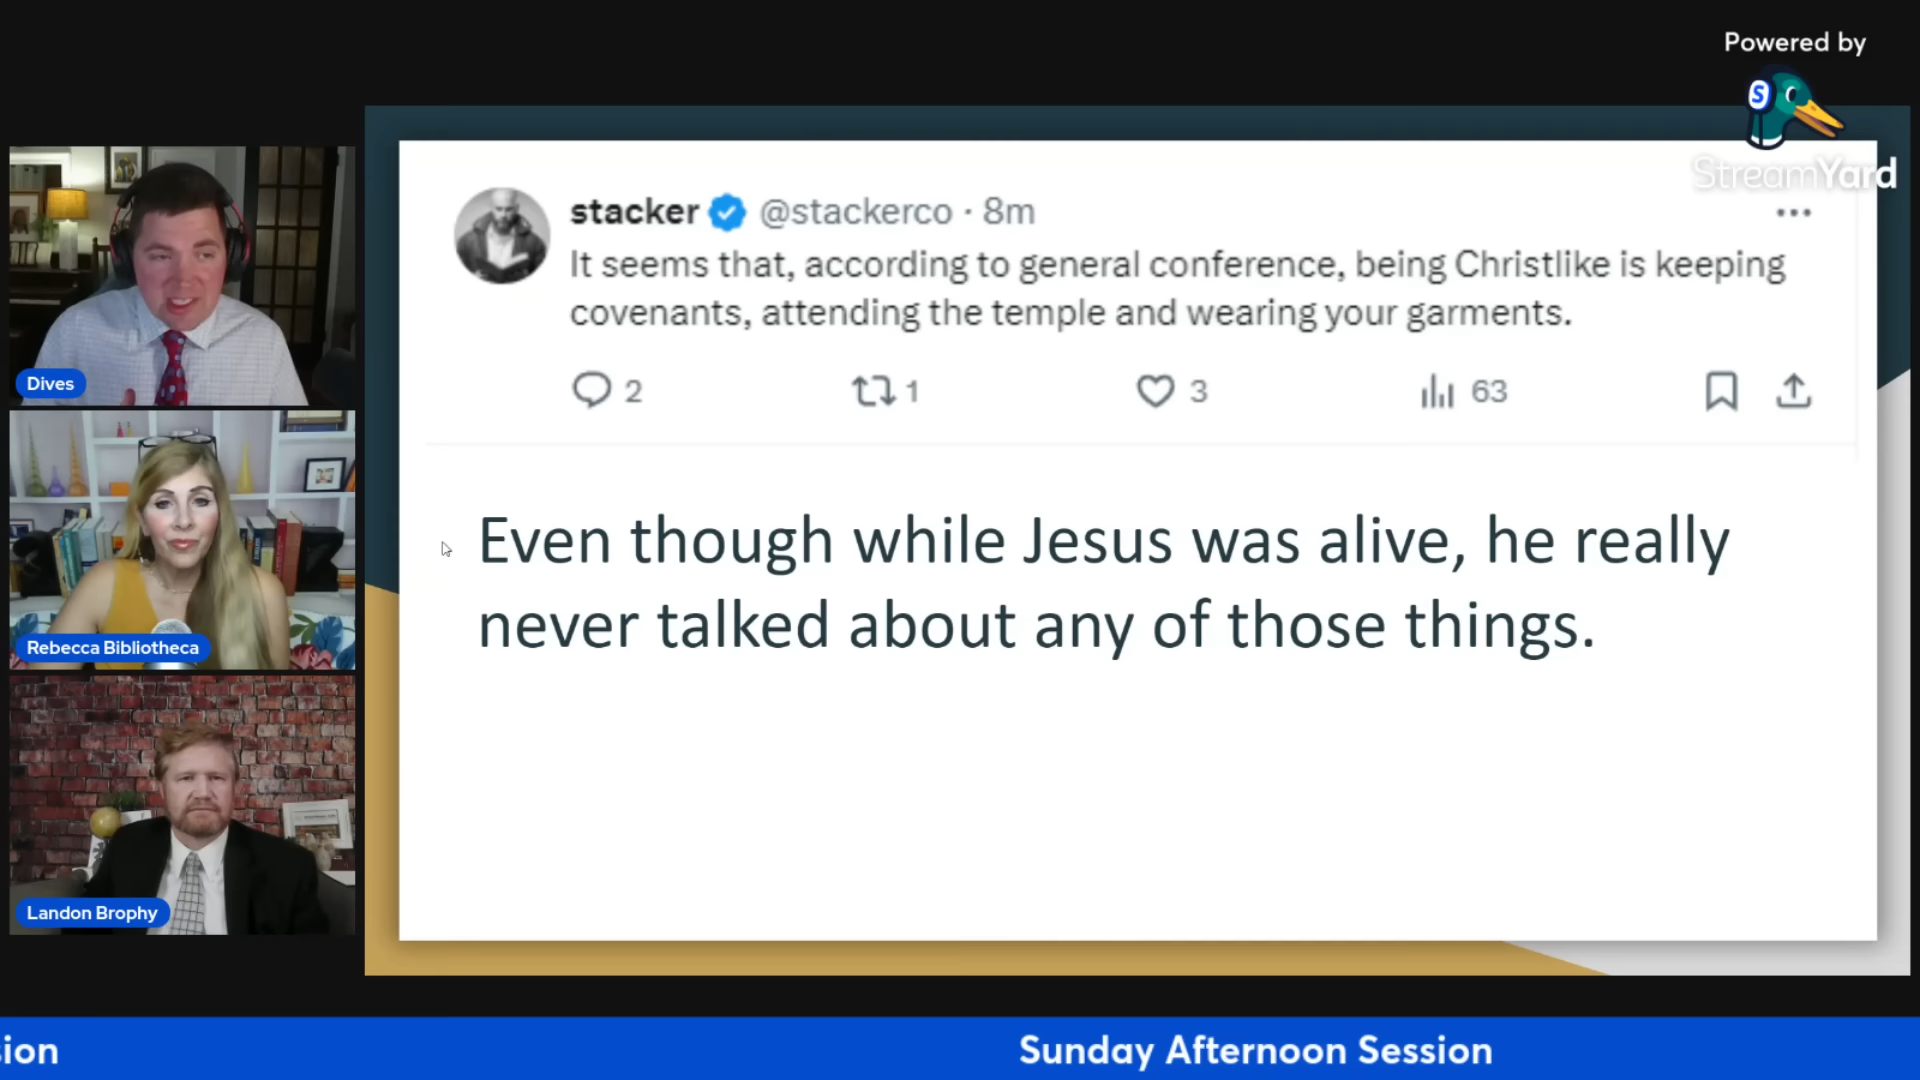 Powered by
StreamYard
stacker @stackerco · 8m
It seems that, according to general conference, being Christlike is keeping
covenants, attending the temple and wearing your garments.
2 1 3 63
Even though while Jesus was alive, he really
never talked about any of those things.
Dives
Rebecca Bibliotheca
Landon Brophy
sion Sunday Afternoon Session